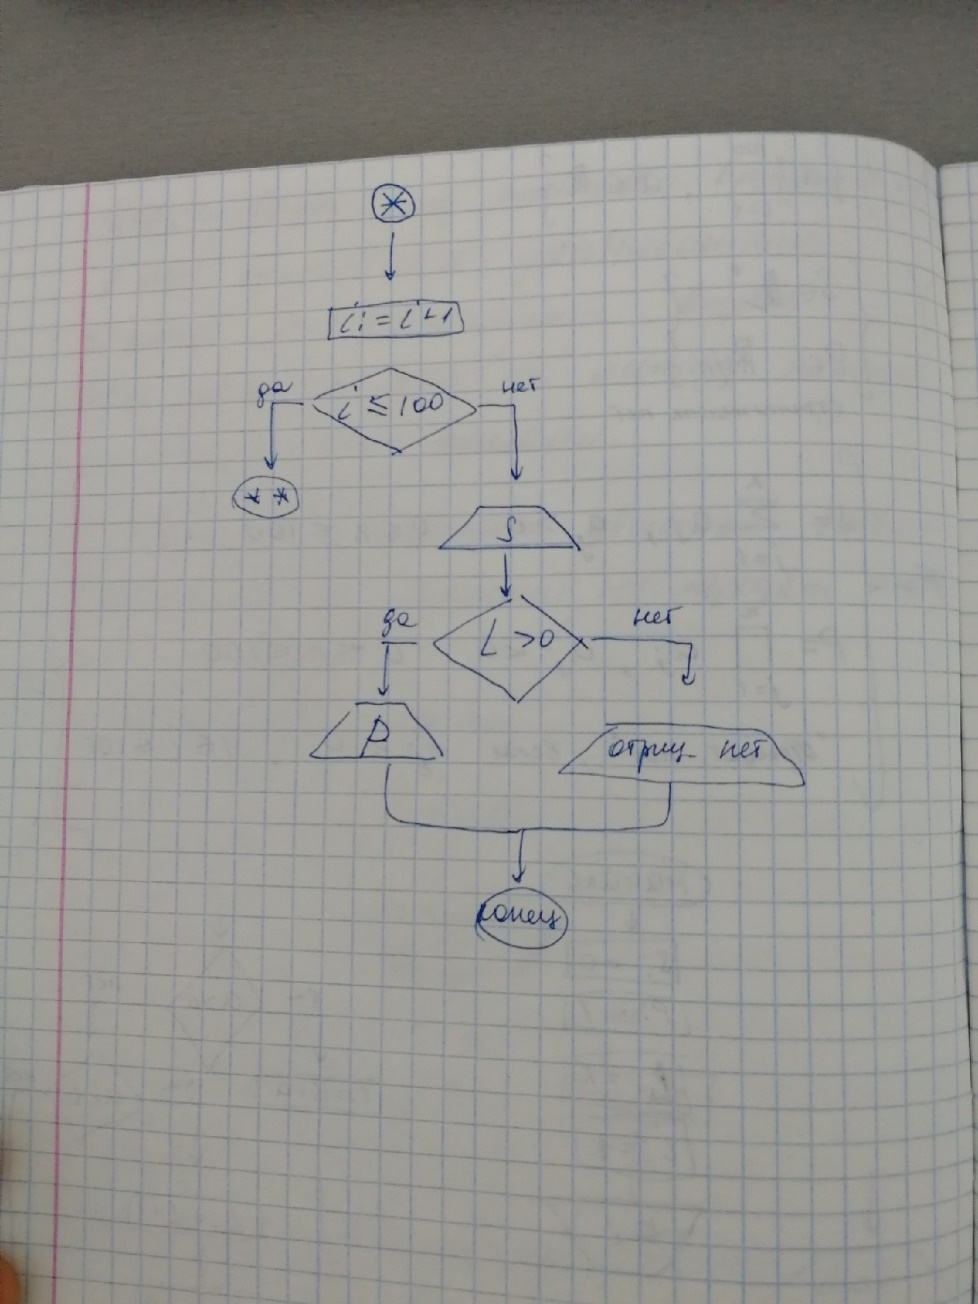 *
i:=i+1
да i ≤ 100 нет
* *
S
да L >0 нет
P отриц нет
конец